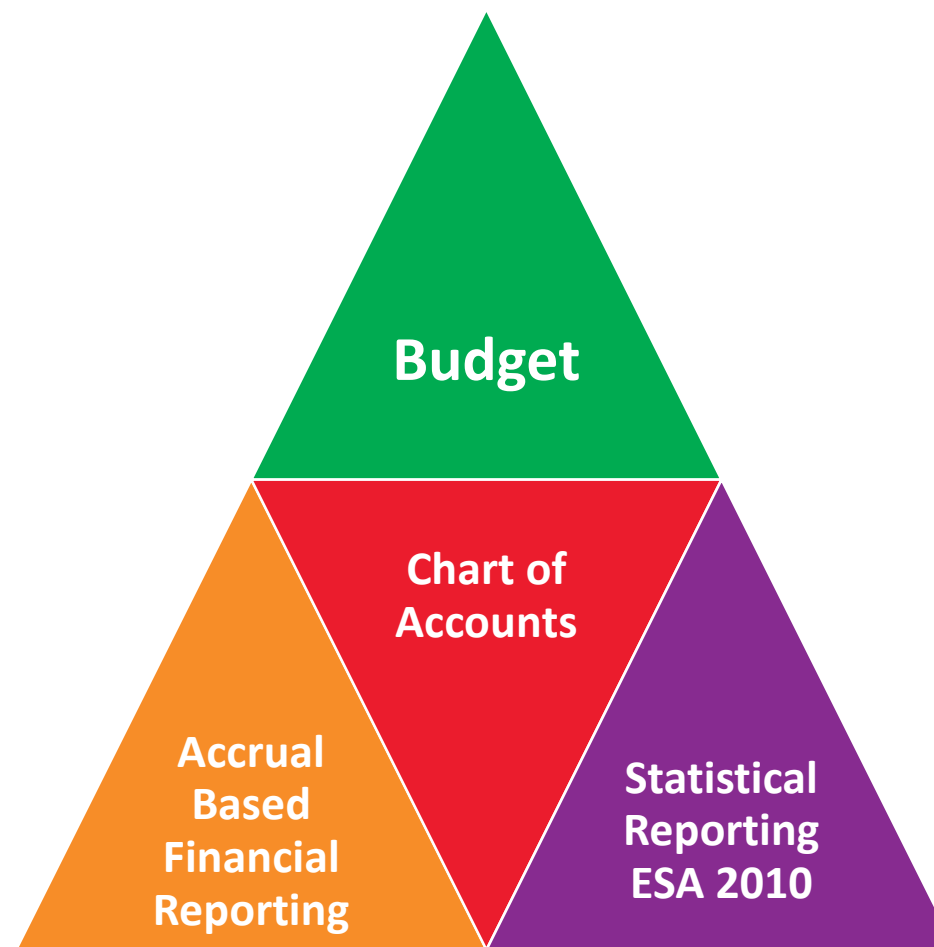 Budget
Chart of
Accounts
Accrual
Based
Financial
Reporting
Statistical
Reporting
ESA 2010